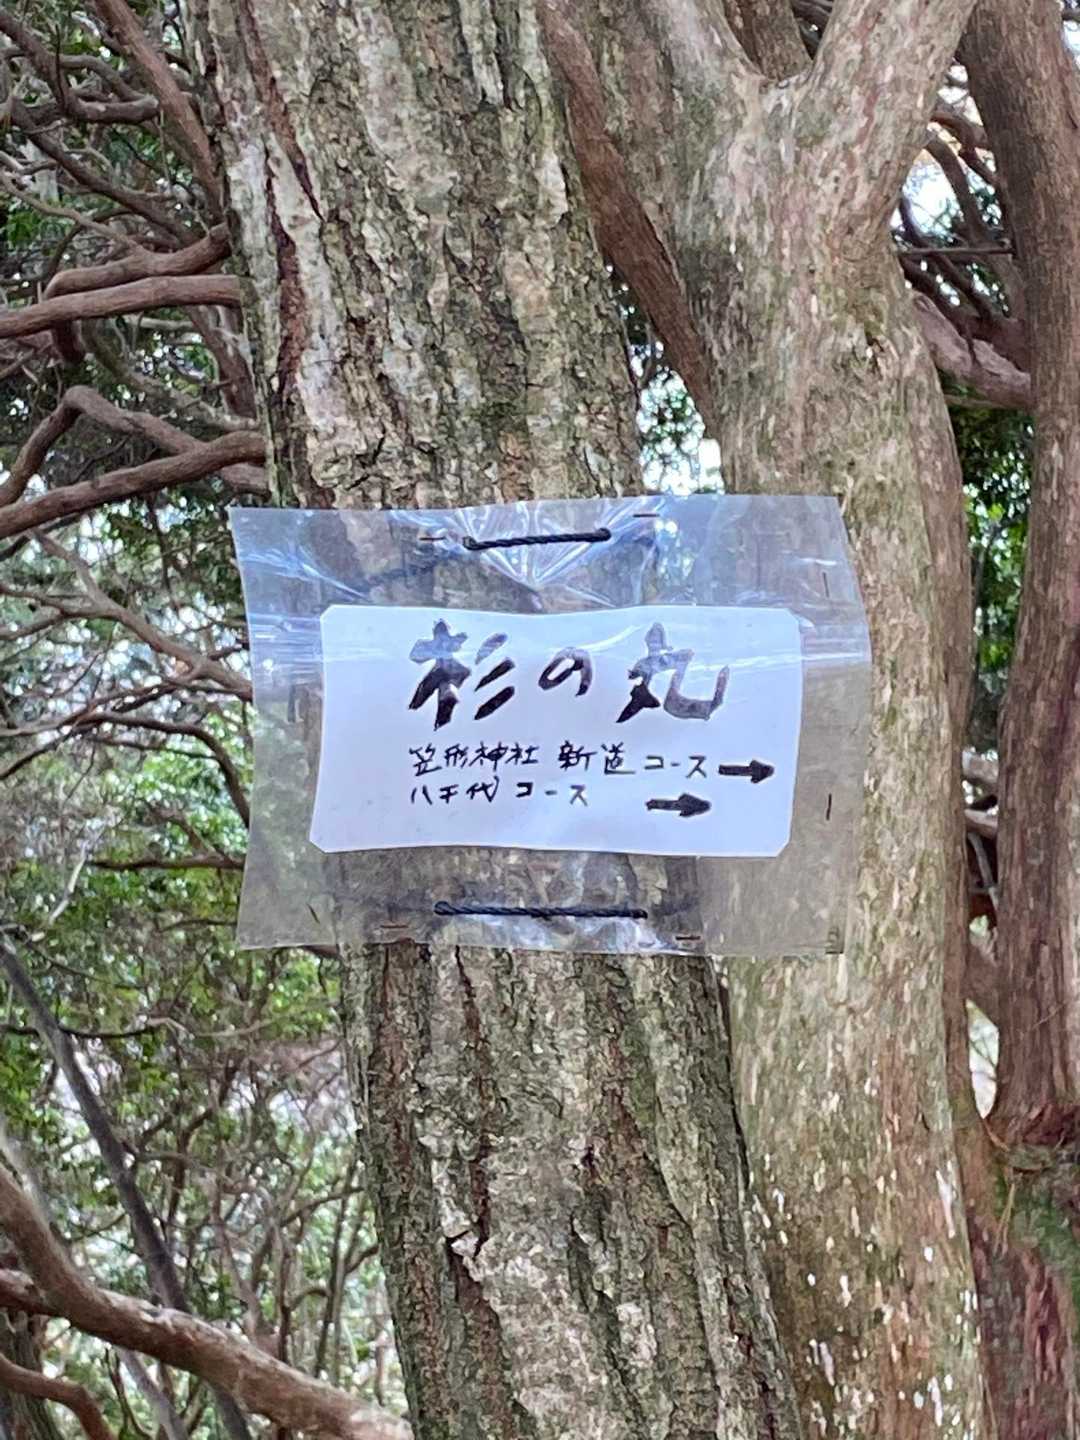 杉の丸
笠形神社 新道コース →
八千代コース →